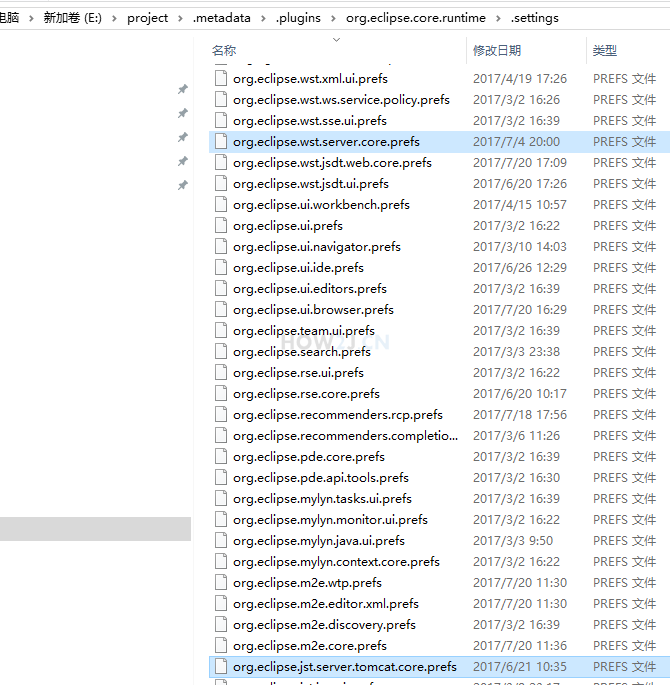 电脑 > 新加卷 (E:) > project > .metadata > .plugins > org.eclipse.core.runtime > .settings
名称 修改日期 类型
org.eclipse.wst.xml.ui.prefs 2017/4/19 17:26 PREFS 文件
org.eclipse.wst.ws.service.policy.prefs 2017/3/2 16:26 PREFS 文件
org.eclipse.wst.sse.ui.prefs 2017/3/2 16:39 PREFS 文件
org.eclipse.wst.server.core.prefs 2017/7/4 20:00 PREFS 文件
org.eclipse.wst.jsdt.web.core.prefs 2017/7/20 17:09 PREFS 文件
org.eclipse.wst.jsdt.ui.prefs 2017/6/20 17:26 PREFS 文件
org.eclipse.ui.workbench.prefs 2017/4/15 10:57 PREFS 文件
org.eclipse.ui.prefs 2017/3/2 16:22 PREFS 文件
org.eclipse.ui.navigator.prefs 2017/3/10 14:03 PREFS 文件
org.eclipse.ui.ide.prefs 2017/6/26 12:29 PREFS 文件
org.eclipse.ui.editors.prefs 2017/3/2 16:39 PREFS 文件
org.eclipse.ui.browser.prefs 2017/7/20 16:29 PREFS 文件
org.eclipse.team.ui.prefs 2017/3/2 16:39 PREFS 文件
HOW2J.CN
org.eclipse.search.prefs 2017/3/3 23:38 PREFS 文件
org.eclipse.rse.ui.prefs 2017/3/2 16:22 PREFS 文件
org.eclipse.rse.core.prefs 2017/6/20 10:17 PREFS 文件
org.eclipse.recommenders.rcp.prefs 2017/7/18 17:56 PREFS 文件
org.eclipse.recommenders.completio... 2017/3/6 11:26 PREFS 文件
org.eclipse.pde.core.prefs 2017/3/2 16:39 PREFS 文件
org.eclipse.pde.api.tools.prefs 2017/3/2 16:30 PREFS 文件
org.eclipse.mylyn.tasks.ui.prefs 2017/3/2 16:39 PREFS 文件
org.eclipse.mylyn.monitor.ui.prefs 2017/3/2 16:22 PREFS 文件
org.eclipse.mylyn.java.ui.prefs 2017/3/3 9:50 PREFS 文件
org.eclipse.mylyn.context.core.prefs 2017/3/2 16:22 PREFS 文件
org.eclipse.m2e.wtp.prefs 2017/7/20 11:30 PREFS 文件
org.eclipse.m2e.editor.xml.prefs 2017/7/20 11:30 PREFS 文件
org.eclipse.m2e.discovery.prefs 2017/3/2 16:39 PREFS 文件
org.eclipse.m2e.core.prefs 2017/7/20 11:36 PREFS 文件
org.eclipse.jst.server.tomcat.core.prefs 2017/6/21 10:35 PREFS 文件